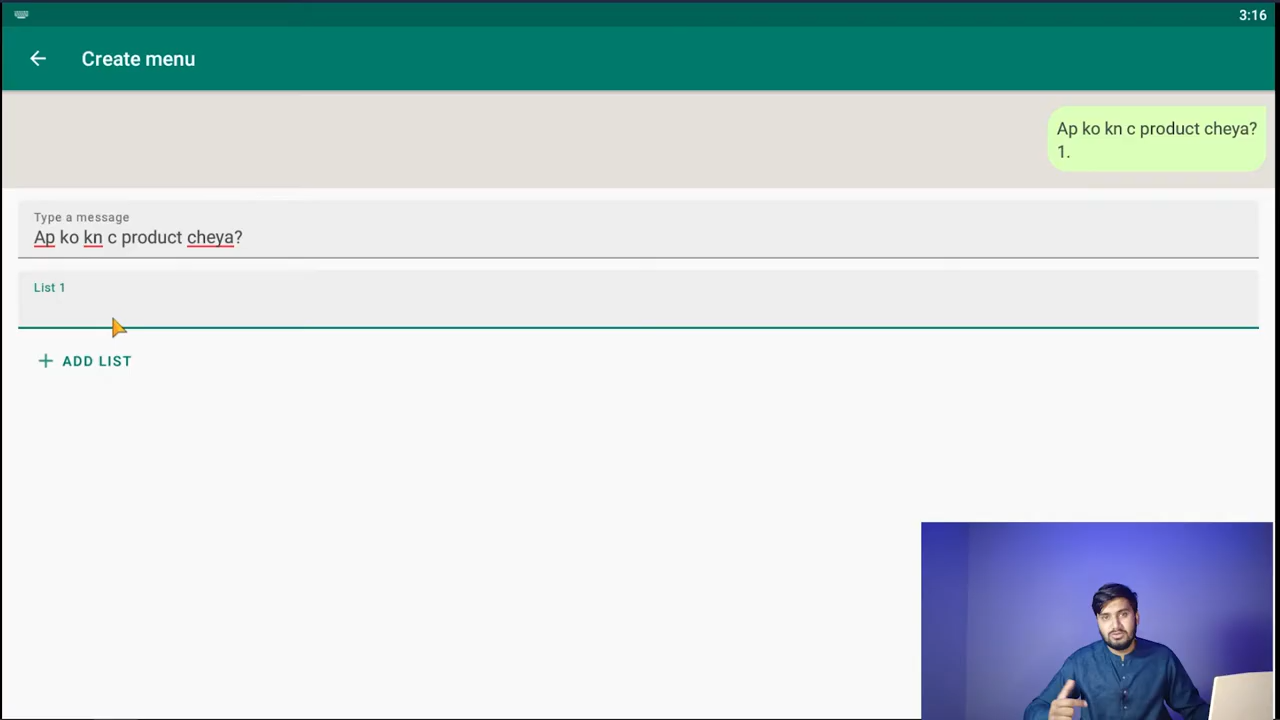 3:16
Create menu
Ap ko kn c product cheya?
1.
Type a message
Ap ko kn c product cheya?
List 1
+ ADD LIST